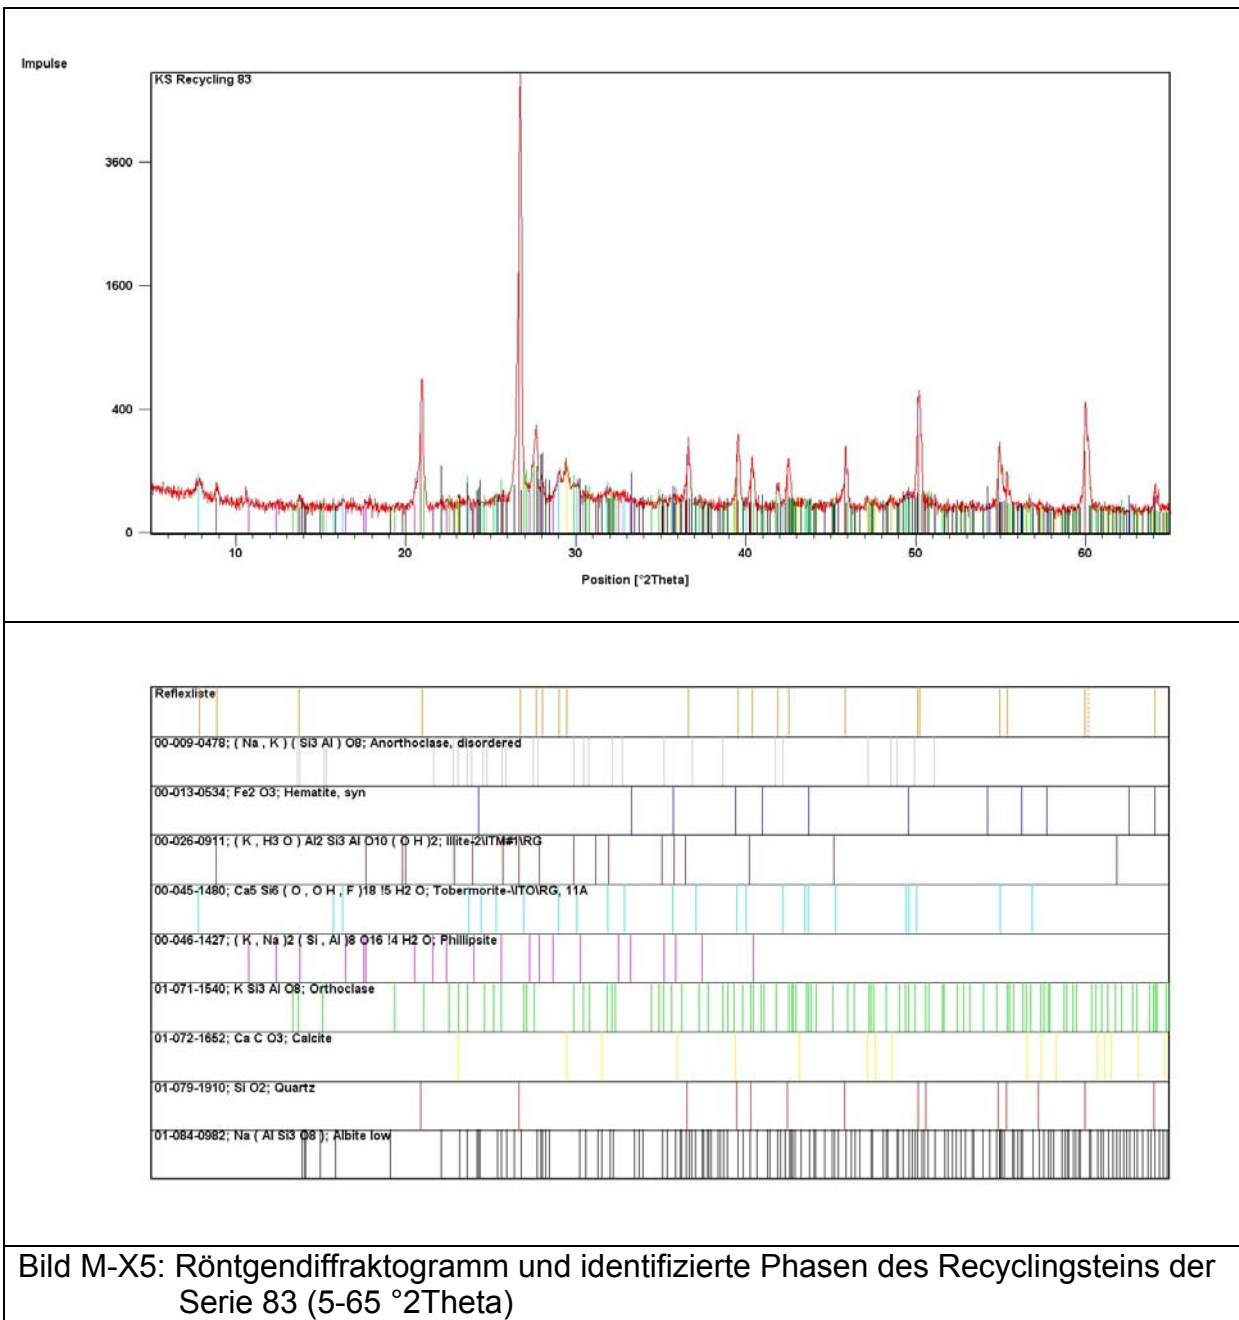 Impulse
KS Recycling 83
3600
1600
400
0
10 20 30 40 50 60
Position [°2Theta]
Reflexliste
00-009-0478; ( Na , K ) ( Si3 Al ) O8; Anorthoclase, disordered
00-013-0534; Fe2 O3; Hematite, syn
00-026-0911; ( K , H3 O ) Al2 Si3 Al O10 ( O H )2; Illite-2\ITM#1\RG
00-045-1480; Ca5 Si6 ( O , O H , F )18 !5 H2 O; Tobermorite-\ITO\RG, 11A
00-046-1427; ( K , Na )2 ( Si , Al )8 O16 !4 H2 O; Phillipsite
01-071-1540; K Si3 Al O8; Orthoclase
01-072-1652; Ca C O3; Calcite
01-079-1910; Si O2; Quartz
01-084-0982; Na ( Al Si3 O8 ); Albite low
Bild M-X5: Röntgendiffraktogramm und identifizierte Phasen des Recyclingsteins der
Serie 83 (5-65 °2Theta)